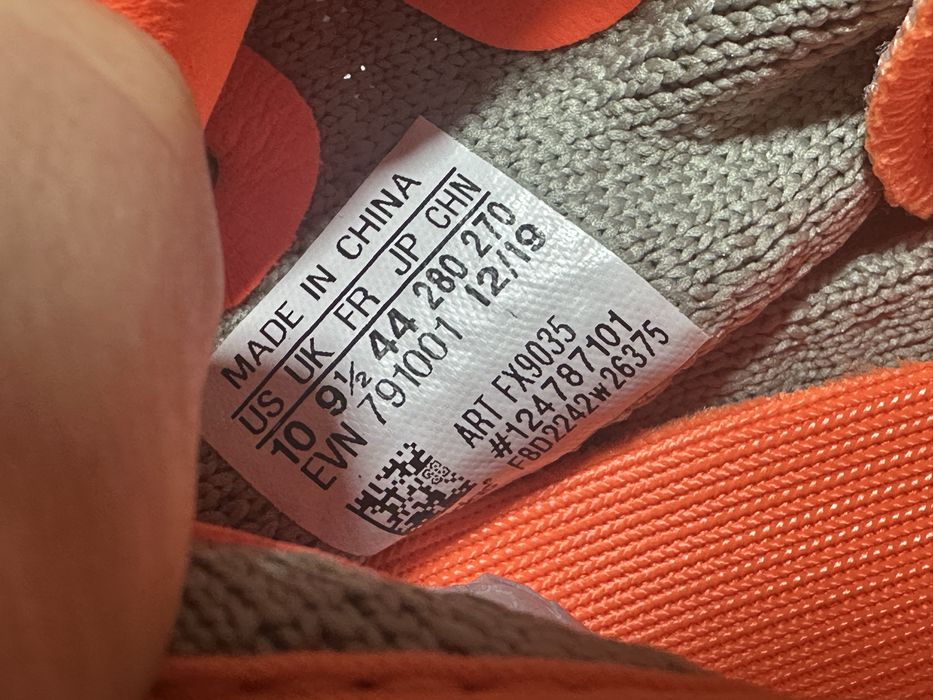 MADE IN CHINA
US UK FR JP CHN
10 9½ 44 280 270
EVN 791001 12/19
ART FX9035
#124787101
F8D2242w26375